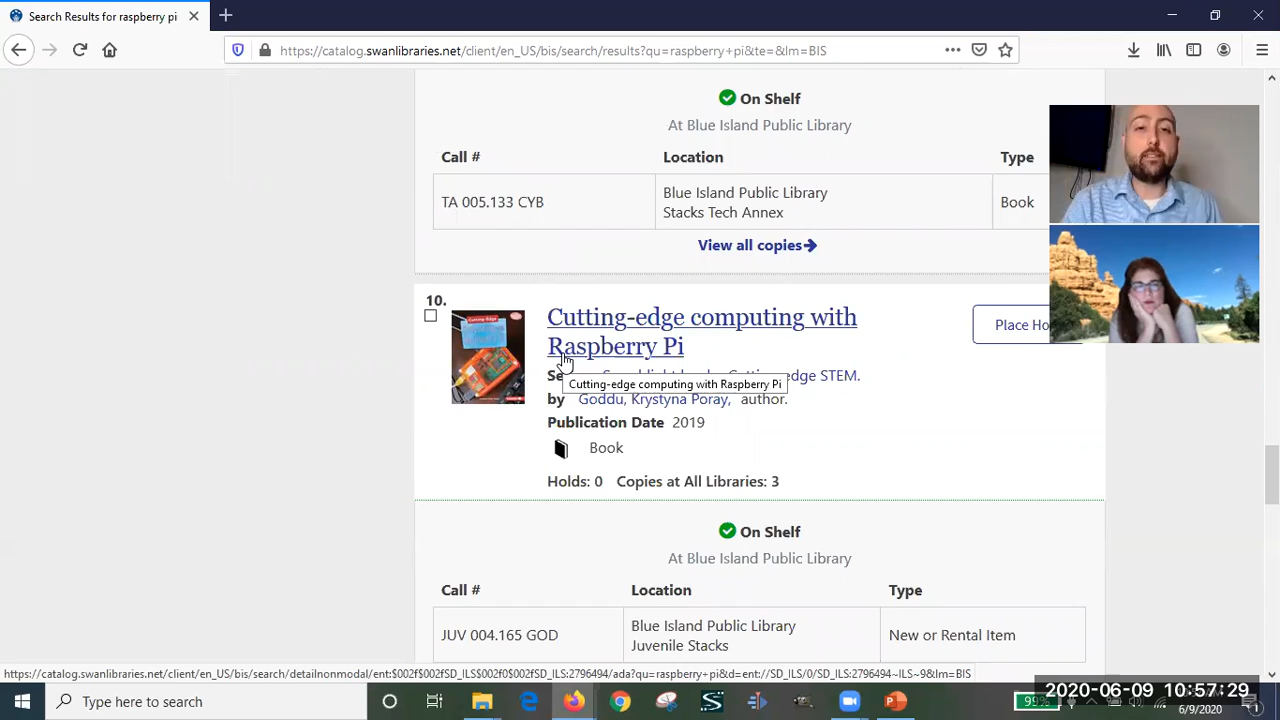 Search Results for raspberry pi
https://catalog.swanlibraries.net/client/en_US/bis/search/results?qu=raspberry+pi&te=&lm=BIS
On Shelf
At Blue Island Public Library
Call # Location Type
TA 005.133 CYB Blue Island Public Library Stacks Tech Annex Book
View all copies
10.
Cutting-edge computing with
Raspberry Pi
Place Ho
Cutting-edge computing with Raspberry Pi
by Goddu, Krystyna Poray, author.
Publication Date 2019
Book
Holds: 0 Copies at All Libraries: 3
On Shelf
At Blue Island Public Library
Call # Location Type
JUV 004.165 GOD Blue Island Public Library Juvenile Stacks New or Rental Item
https://catalog.swanlibraries.net/client/en_US/bis/search/detailnonmodal/ent:$002f$002fSD_ILS$002f0$002fSD_ILS:2796494/ada?qu=raspberry+pi&d=ent://SD_ILS/0/SD_ILS:2796494~ILS~9&lm=BIS
Type here to search
99%
2020-06-09 10:57:29
6/9/2020